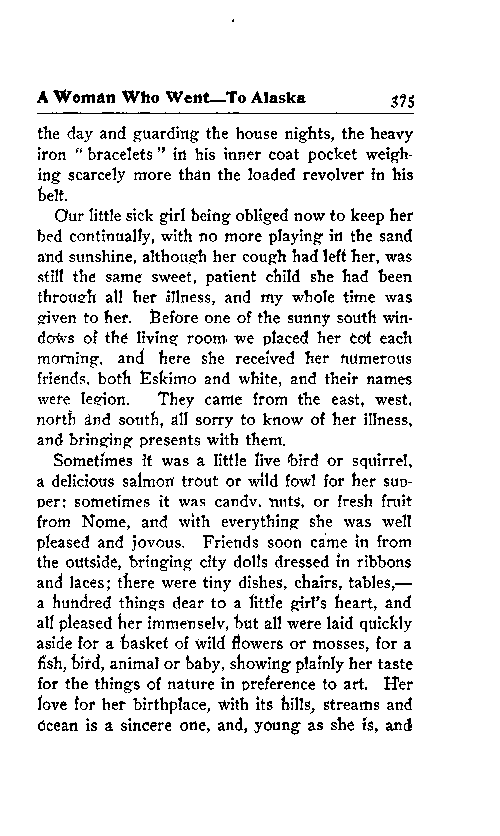 A Woman Who Went—To Alaska 375
the day and guarding the house nights, the heavy
iron "bracelets" in his inner coat pocket weigh-
ing scarcely more than the loaded revolver in his
belt.
Our little sick girl being obliged now to keep her
bed continually, with no more playing in the sand
and sunshine, although her cough had left her, was
still the same sweet, patient child she had been
through all her illness, and my whole time was
given to her. Before one of the sunny south win-
dows of the living room we placed her cot each
morning, and here she received her numerous
friends, both Eskimo and white, and their names
were legion. They came from the east, west,
north and south, all sorry to know of her illness,
and bringing presents with them.
Sometimes it was a little live bird or squirrel,
a delicious salmon trout or wild fowl for her sup-
per; sometimes it was candy, nuts, or fresh fruit
from Nome, and with everything she was well
pleased and joyous. Friends soon came in from
the outside, bringing city dolls dressed in ribbons
and laces; there were tiny dishes, chairs, tables,—
a hundred things dear to a little girl's heart, and
all pleased her immensely, but all were laid quickly
aside for a basket of wild flowers or mosses, for a
fish, bird, animal or baby, showing plainly her taste
for the things of nature in preference to art. Her
love for her birthplace, with its hills, streams and
ocean is a sincere one, and, young as she is, and